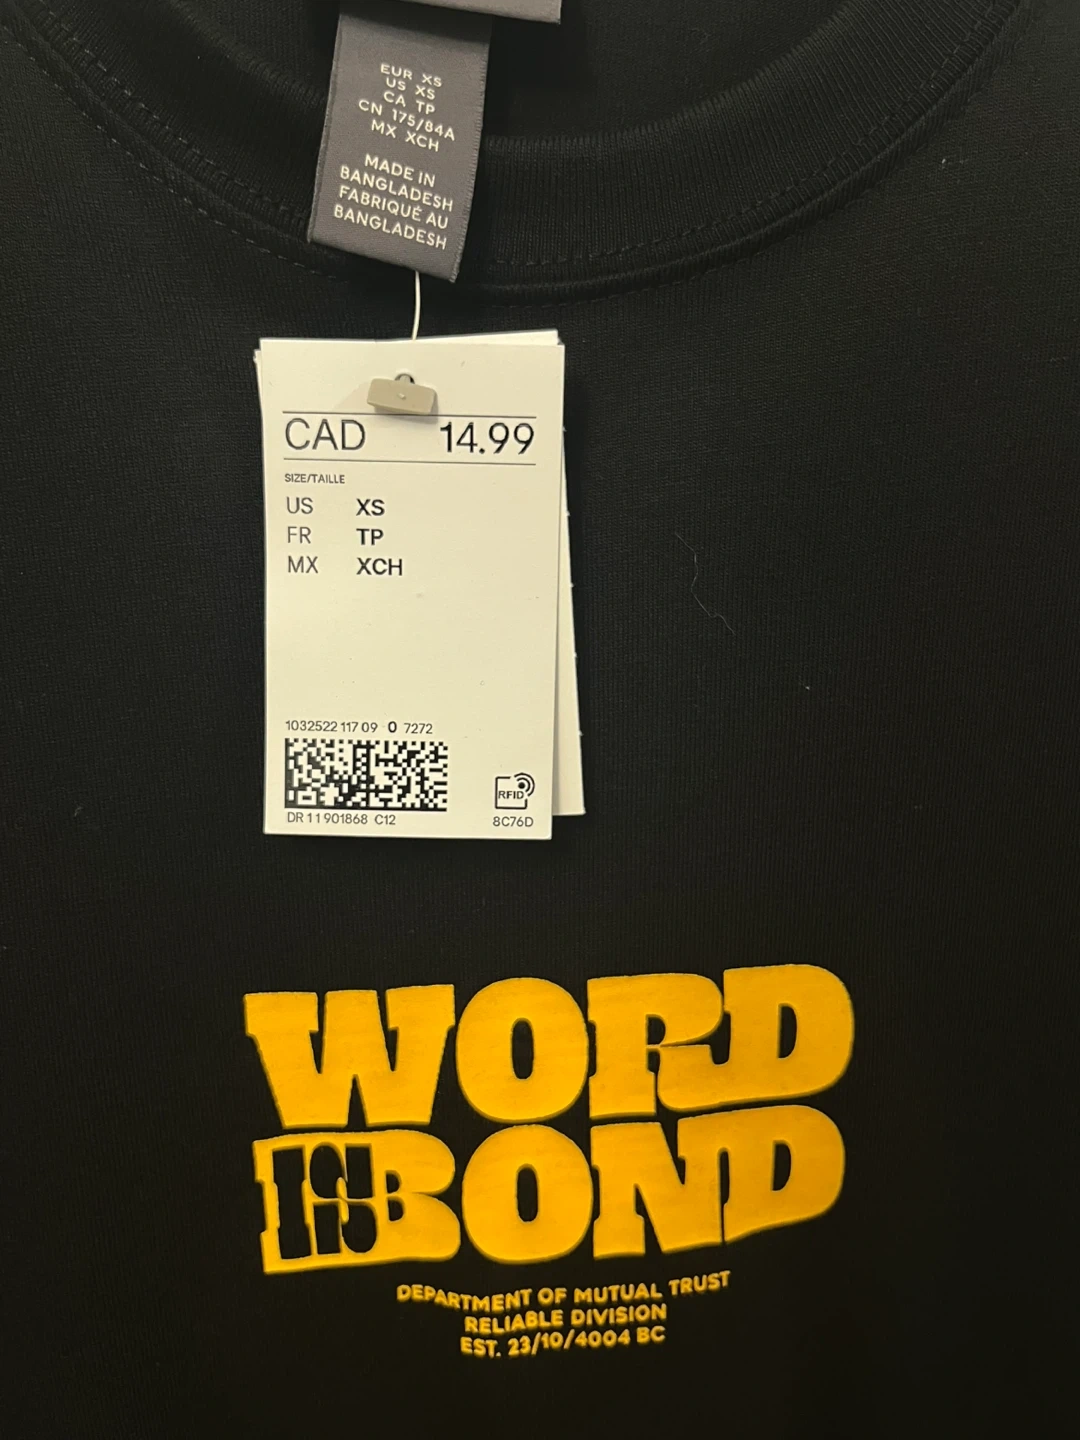 EUR XS
US XS
CA TP
CN 175/84A
MX XCH
MADE IN
BANGLADESH
FABRIQUÉ AU
BANGLADESH
CAD 14.99
SIZE/TAILLE
US XS
FR TP
MX XCH
1032522 117 09 0 7272
RFID
DR 1 1 901868 C12
8C76D
WORD
IS BOND
DEPARTMENT OF MUTUAL TRUST
RELIABLE DIVISION
EST. 23/10/4004 BC